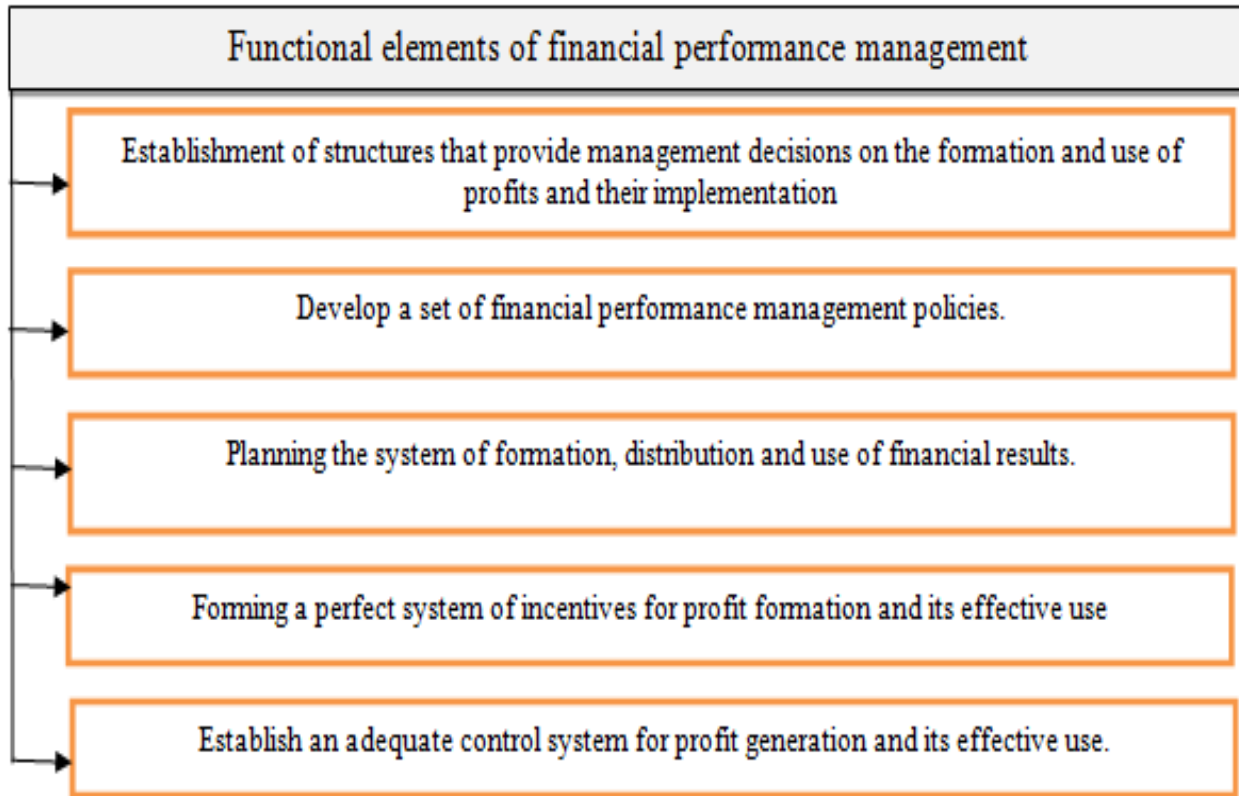 Functional elements of financial performance management
Establishment of structures that provide management decisions on the formation and use of
profits and their implementation
Develop a set of financial performance management policies.
Planning the system of formation, distribution and use of financial results.
Forming a perfect system of incentives for profit formation and its effective use
Establish an adequate control system for profit generation and its effective use.